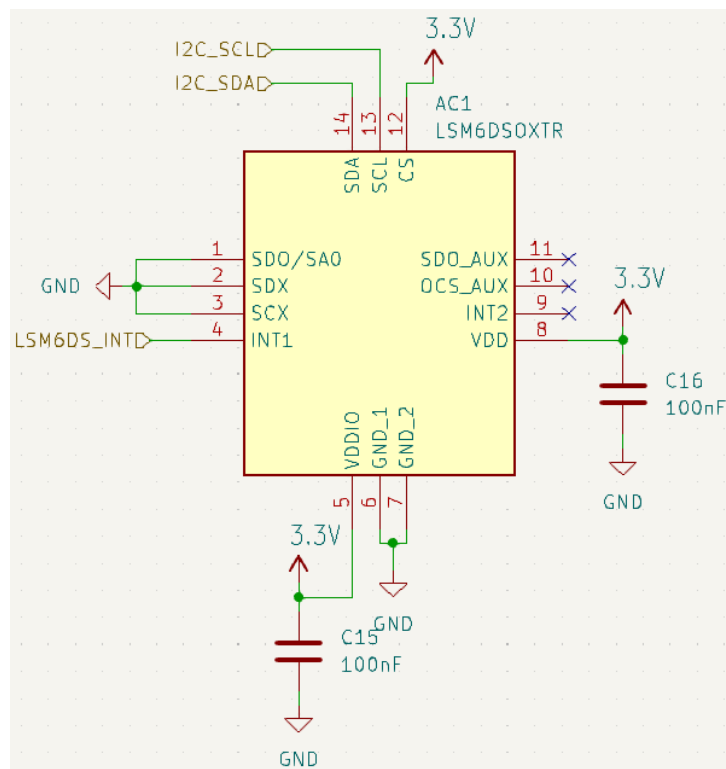 I2C_SCL
I2C_SDA
3.3V
AC1
LSM6DSOXTR
14
13
12
SDA
SCL
CS
GND
1
SDO/SA0
2
SDX
3
SCX
LSM6DS_INT
4
INT1
SDO_AUX
11
OCS_AUX
10
INT2
9
VDD
8
3.3V
C16
100nF
GND
VDDIO
GND_1
GND_2
5
6
7
3.3V
GND
C15
100nF
GND